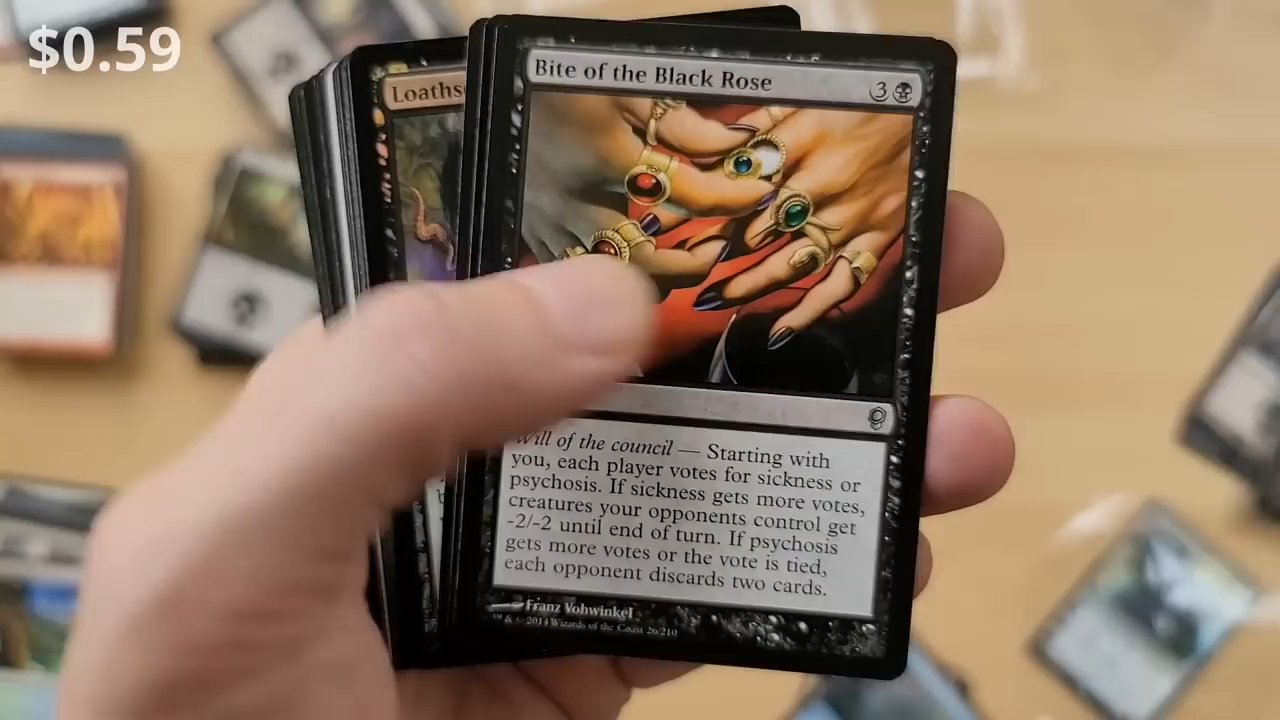 $0.59
Bite of the Black Rose
3
Loaths
Will of the council — Starting with
you, each player votes for sickness or
psychosis. If sickness gets more votes,
creatures your opponents control get
-2/-2 until end of turn. If psychosis
gets more votes or the vote is tied,
each opponent discards two cards.
Franz Vohwinkel
™ & © 2014 Wizards of the Coast 26/210